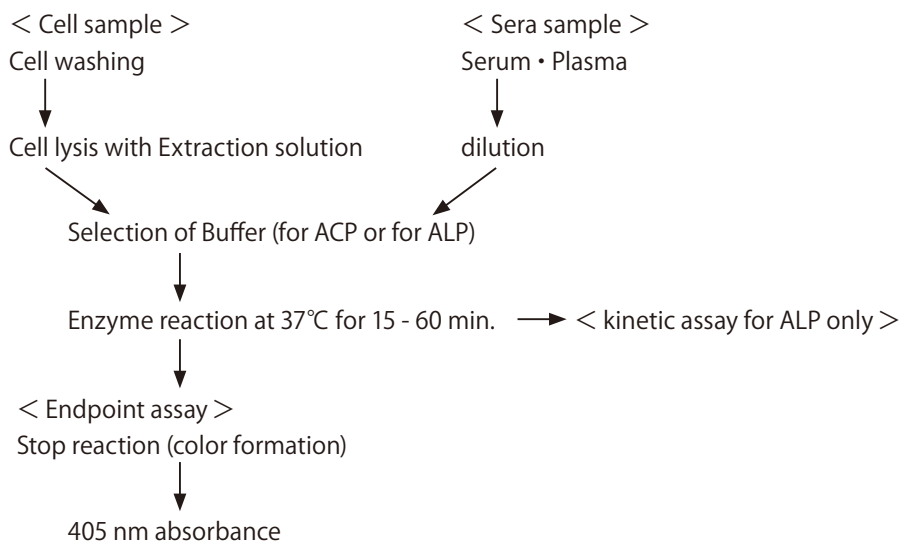 ＜ Cell sample ＞
Cell washing
Cell lysis with Extraction solution
＜ Sera sample ＞
Serum・Plasma
dilution
Selection of Buffer (for ACP or for ALP)
Enzyme reaction at 37℃ for 15 - 60 min.
＜ kinetic assay for ALP only ＞
＜ Endpoint assay ＞
Stop reaction (color formation)
405 nm absorbance